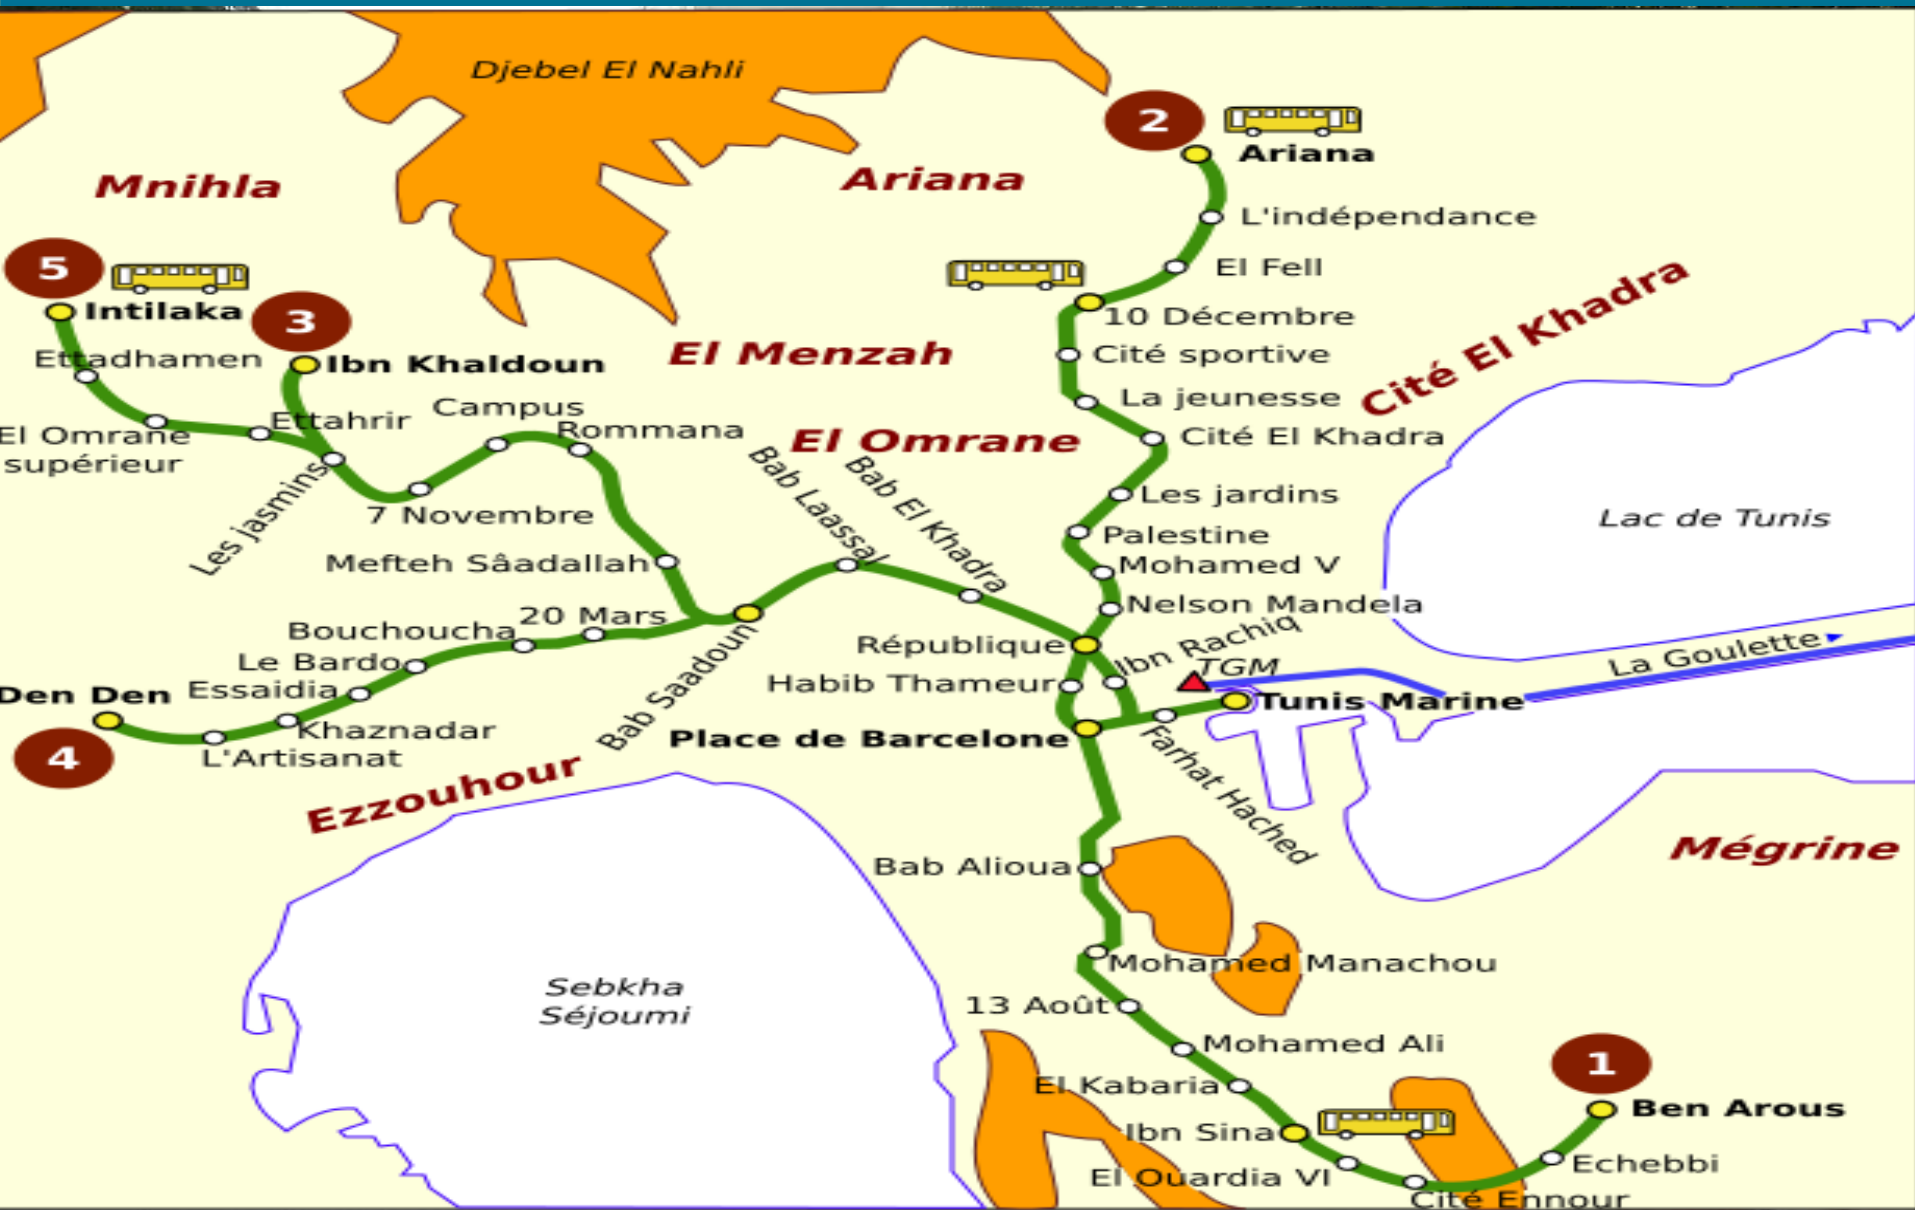 Djebel El Nahli
2
Ariana
Mnihla
Ariana
L'indépendance
5
El Fell
Intilaka
3
10 Décembre
Cité El Khadra
Ettadhamen
Ibn Khaldoun
El Menzah
Cité sportive
La jeunesse
Campus
Ettahrir
El Omrane
supérieur
Rommana
El Omrane
Cité El Khadra
Les jasmins
7 Novembre
Bab Laassal
Bab El Khadra
Les jardins
Lac de Tunis
Palestine
Mefteh Sâadallah
Mohamed V
20 Mars
Nelson Mandela
Bouchoucha
République
Ibn Rachiq
La Goulette
Le Bardo
TGM
Den Den
Essaidia
Bab Saadoun
Habib Thameur
Tunis Marine
Khaznadar
Place de Barcelone
4
L'Artisanat
Farhat Hached
Ezzouhour
Mégrine
Bab Alioua
Mohamed Manachou
Sebkha
Séjoumi
13 Août
Mohamed Ali
1
El Kabaria
Ben Arous
Ibn Sina
Echebbi
El Ouardia VI
Cité Ennour